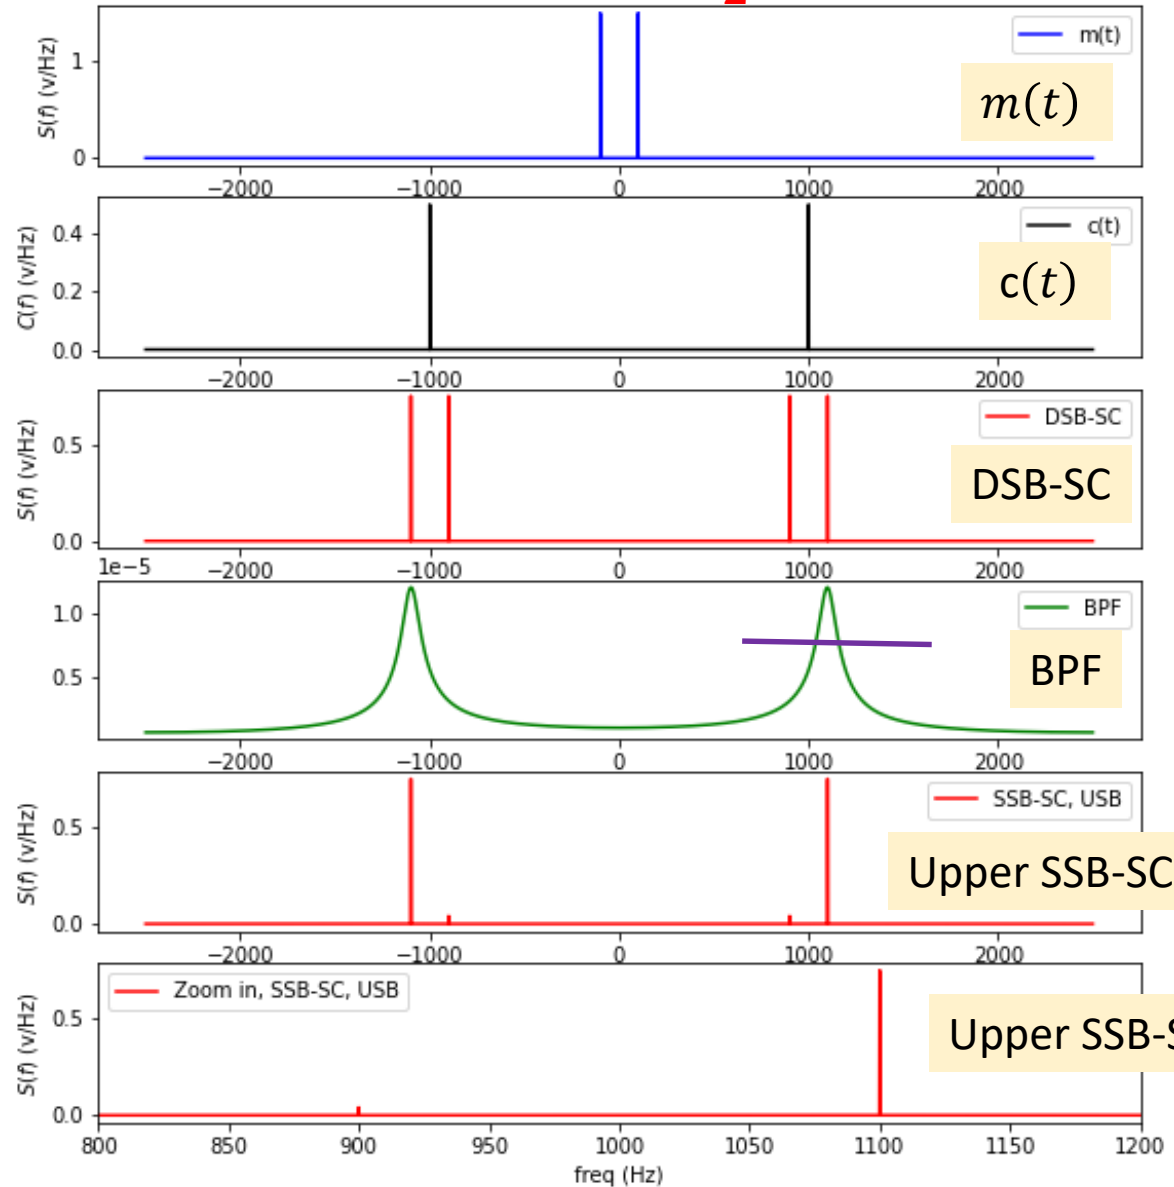 S(f) (v/Hz)
1
0
m(t)
m(t)
−2000 −1000 0 1000 2000
C(f) (v/Hz)
0.4
0.2
0.0
c(t)
c(t)
−2000 −1000 0 1000 2000
S(f) (v/Hz)
0.5
0.0
DSB-SC
DSB-SC
−2000 −1000 0 1000 2000
1e−5
1.0
0.5
BPF
BPF
−2000 −1000 0 1000 2000
S(f) (v/Hz)
0.5
0.0
SSB-SC, USB
Upper SSB-SC
−2000 −1000 0 1000 2000
S(f) (v/Hz)
0.5
0.0
Zoom in, SSB-SC, USB
Upper SSB-S
800 850 900 950 1000 1050 1100 1150 1200
freq (Hz)